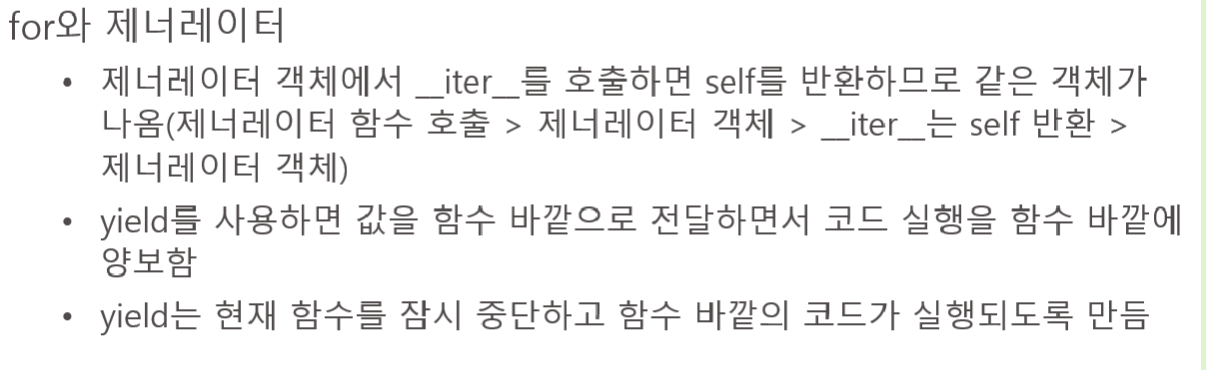 for와 제너레이터
• 제너레이터 객체에서 __iter__를 호출하면 self를 반환하므로 같은 객체가
나옴(제너레이터 함수 호출 > 제너레이터 객체 > __iter__는 self 반환 >
제너레이터 객체)
• yield를 사용하면 값을 함수 바깥으로 전달하면서 코드 실행을 함수 바깥에
양보함
• yield는 현재 함수를 잠시 중단하고 함수 바깥의 코드가 실행되도록 만듬